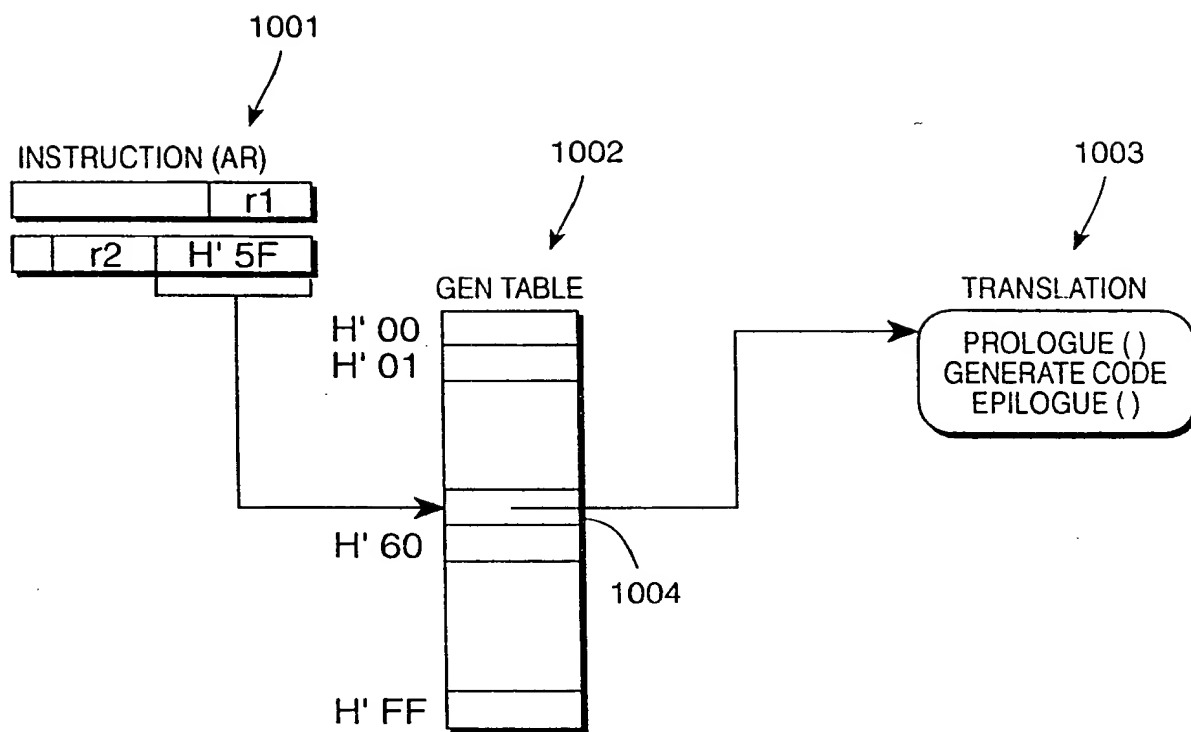 1001
INSTRUCTION (AR)
r1
r2 H' 5F
1002
GEN TABLE
H' 00
H' 01
H' 60
H' FF
1004
1003
TRANSLATION
PROLOGUE ( )
GENERATE CODE
EPILOGUE ( )